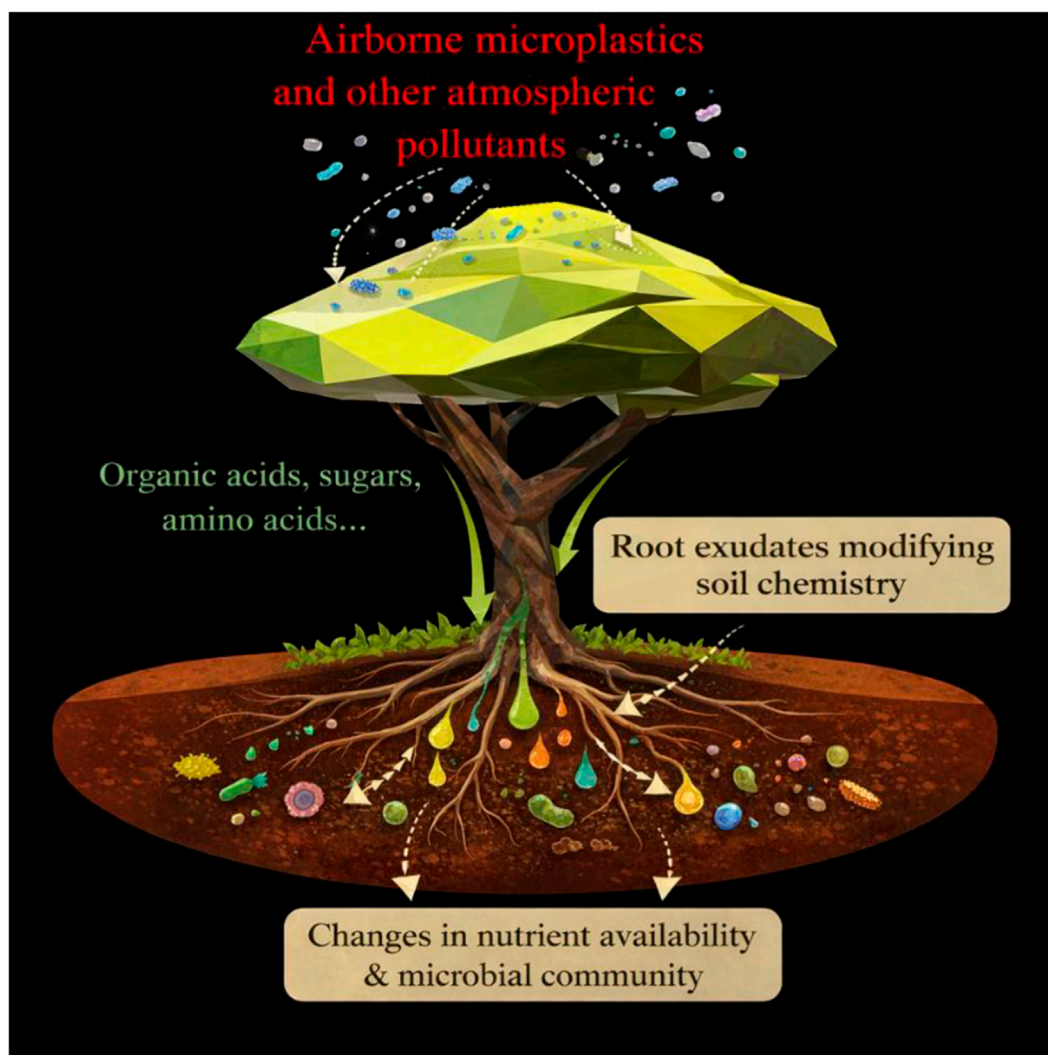 Airborne microplastics
and other atmospheric
pollutants
Organic acids, sugars,
amino acids...
Root exudates modifying
soil chemistry
Changes in nutrient availability
& microbial community